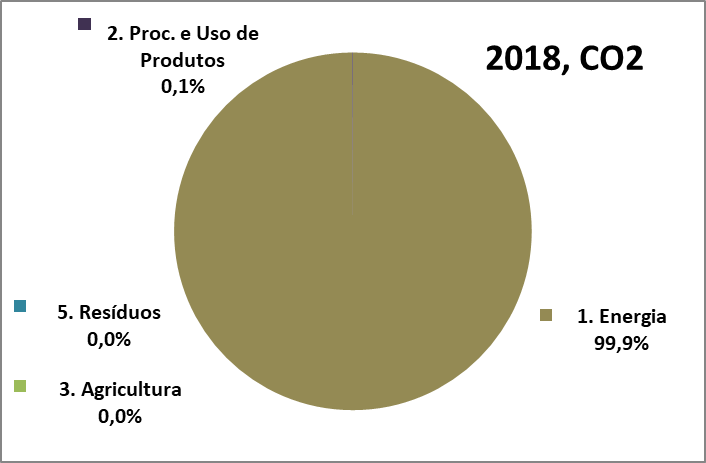 2. Proc. e Uso de
Produtos
0,1%
2018, CO2
5. Resíduos
0,0%
1. Energia
99,9%
3. Agricultura
0,0%